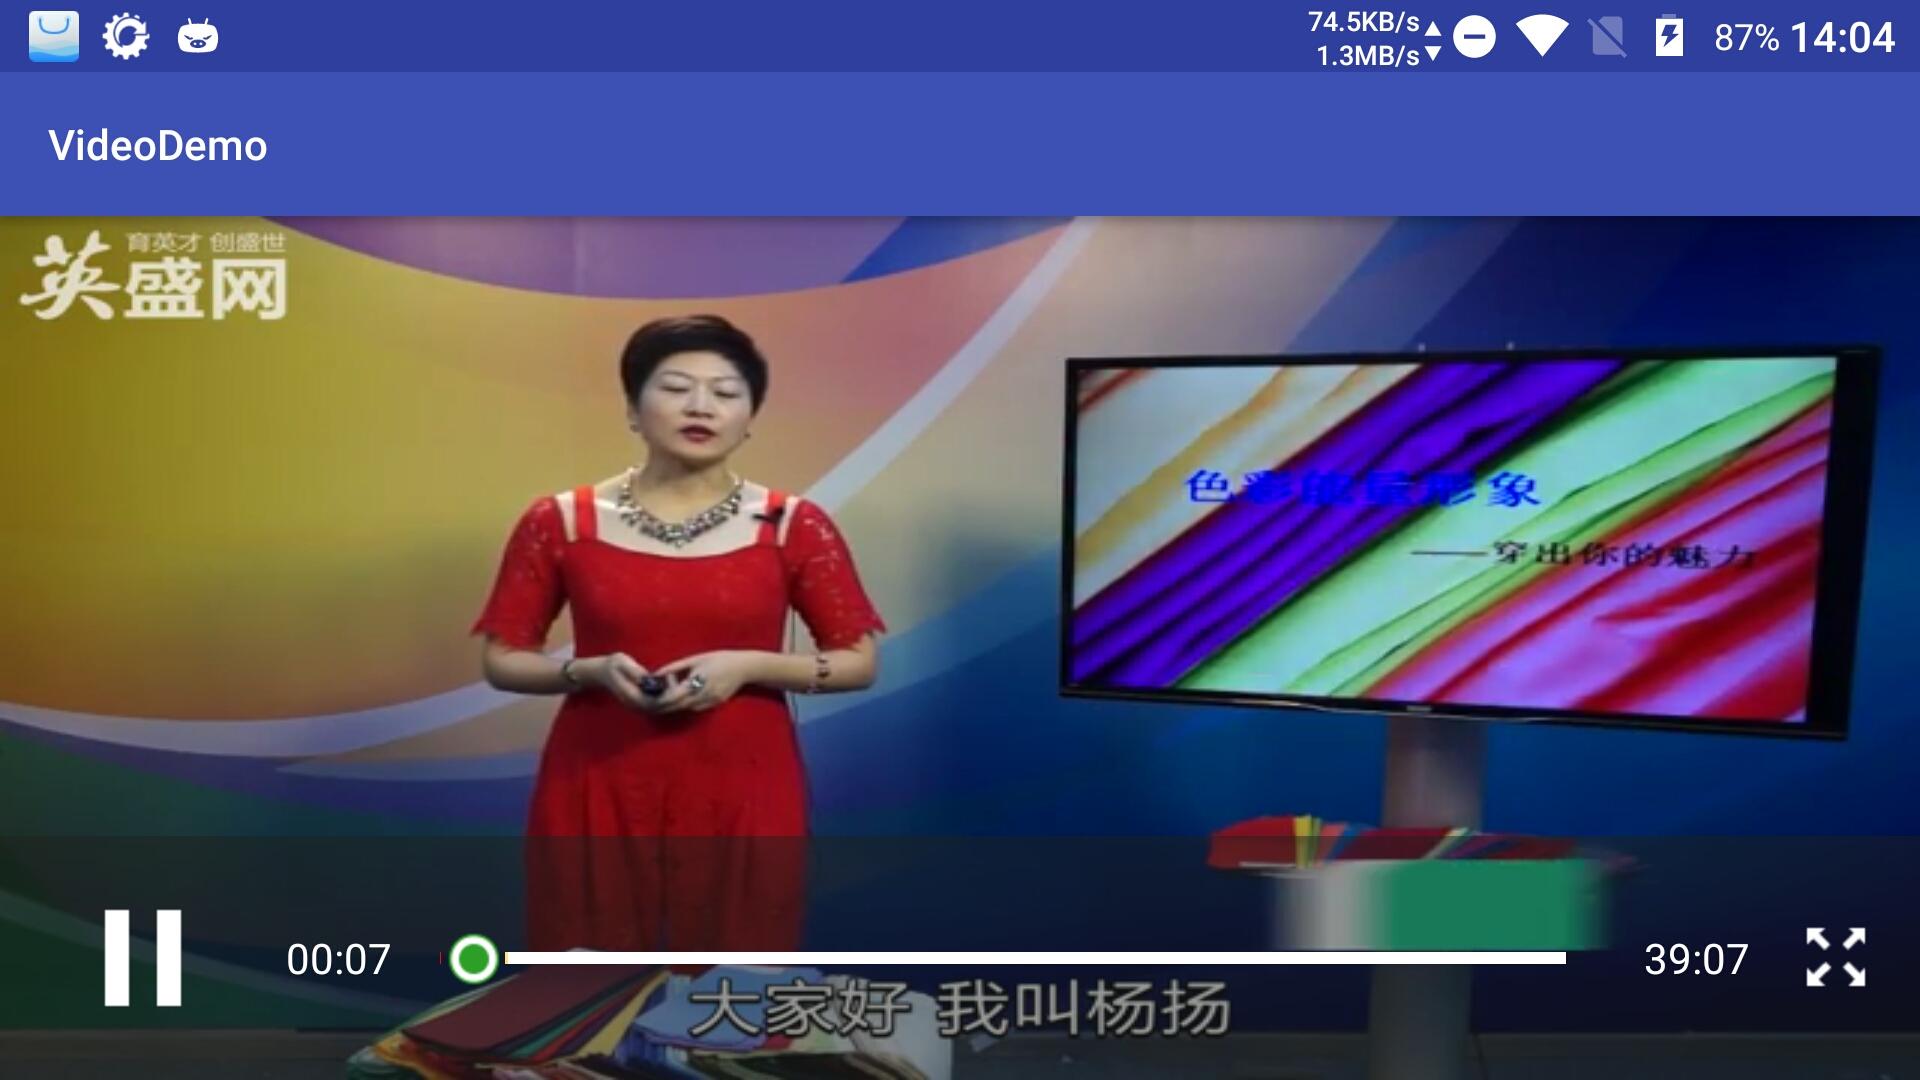 74.5KB/s
1.3MB/s
87% 14:04
VideoDemo
育英才 创盛世
英盛网
色彩能量形象
——穿出你的魅力
00:07
39:07
大家好 我叫杨扬